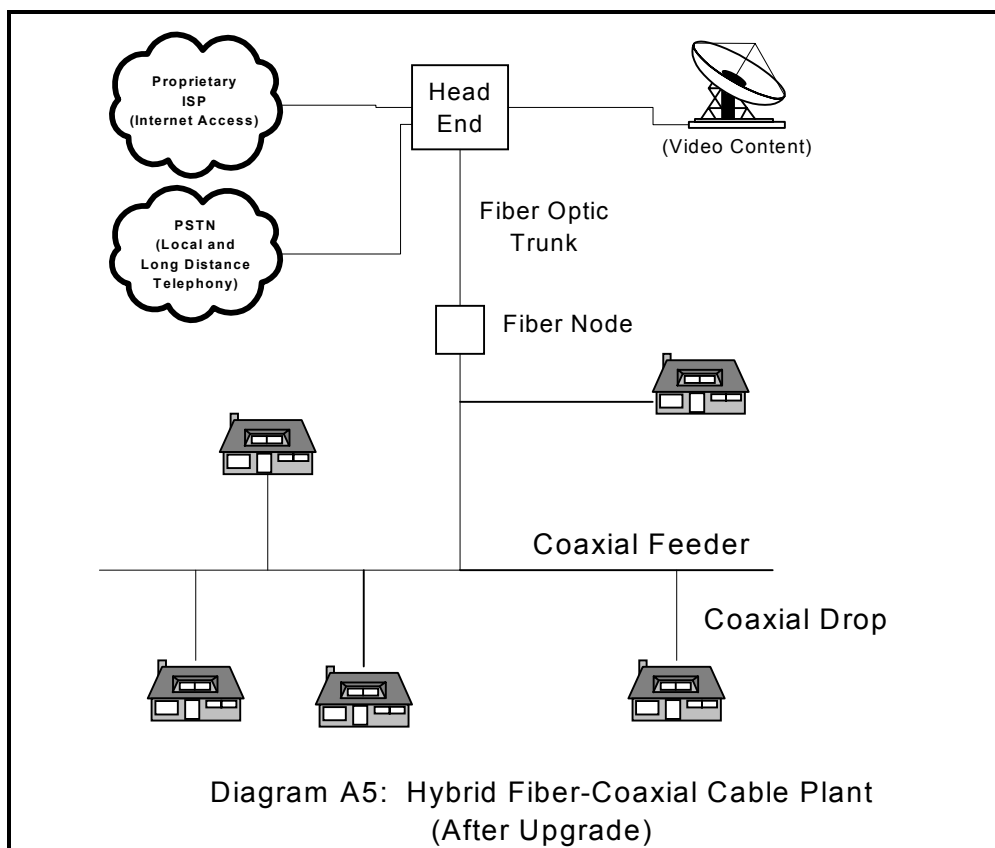 Proprietary
ISP
(Internet Access)
Head
End
(Video Content)
PSTN
(Local and
Long Distance
Telephony)
Fiber Optic
Trunk
Fiber Node
Coaxial Feeder
Coaxial Drop
Diagram A5: Hybrid Fiber-Coaxial Cable Plant
(After Upgrade)